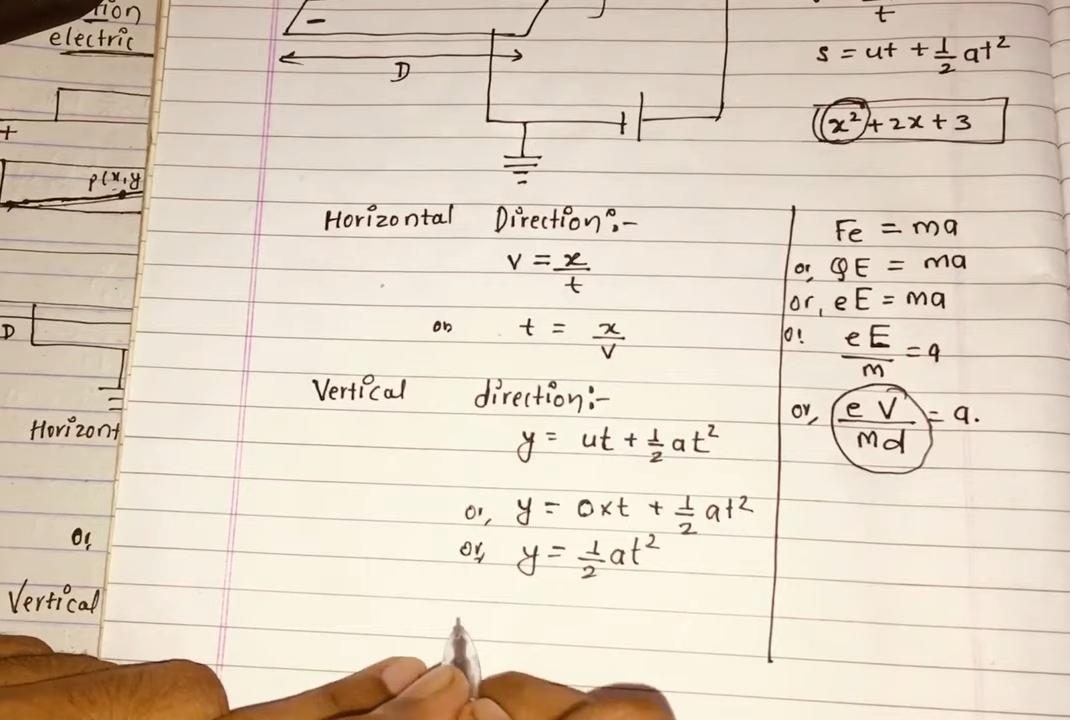 tion
electric
+
P(x,y
D
Horizont
or,
Vertical
−
D
t
s = ut + 1/2 at²
x² + 2x + 3
Horizontal Direction:-
v = x/t
or t = x/v
Vertical direction:-
y = ut + 1/2 at²
or, y = 0×t + 1/2 at²
or, y = 1/2 at²
Fe = ma
or, QE = ma
or, eE = ma
or eE/m = a
or, eV/md = a.